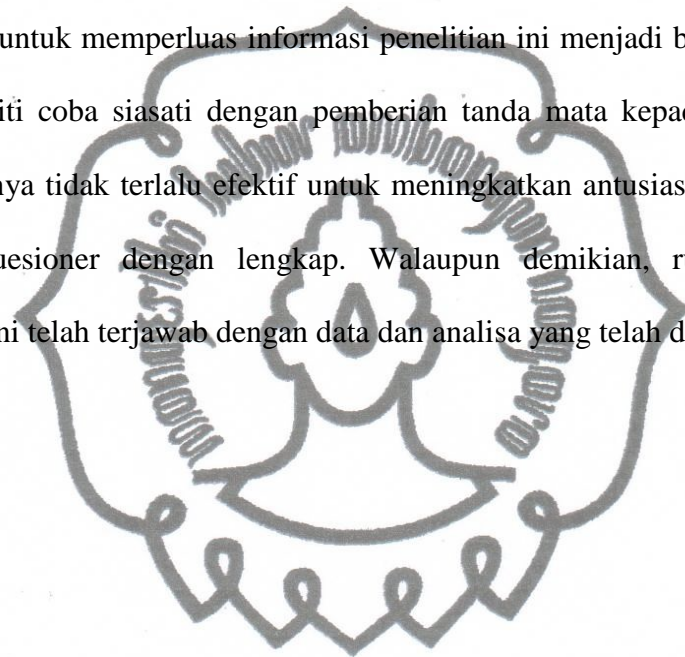 untuk memperluas informasi penelitian ini menjadi b
iti coba siasati dengan pemberian tanda mata kepad
nya tidak terlalu efektif untuk meningkatkan antusias
uesioner dengan lengkap. Walaupun demikian, r
ni telah terjawab dengan data dan analisa yang telah d